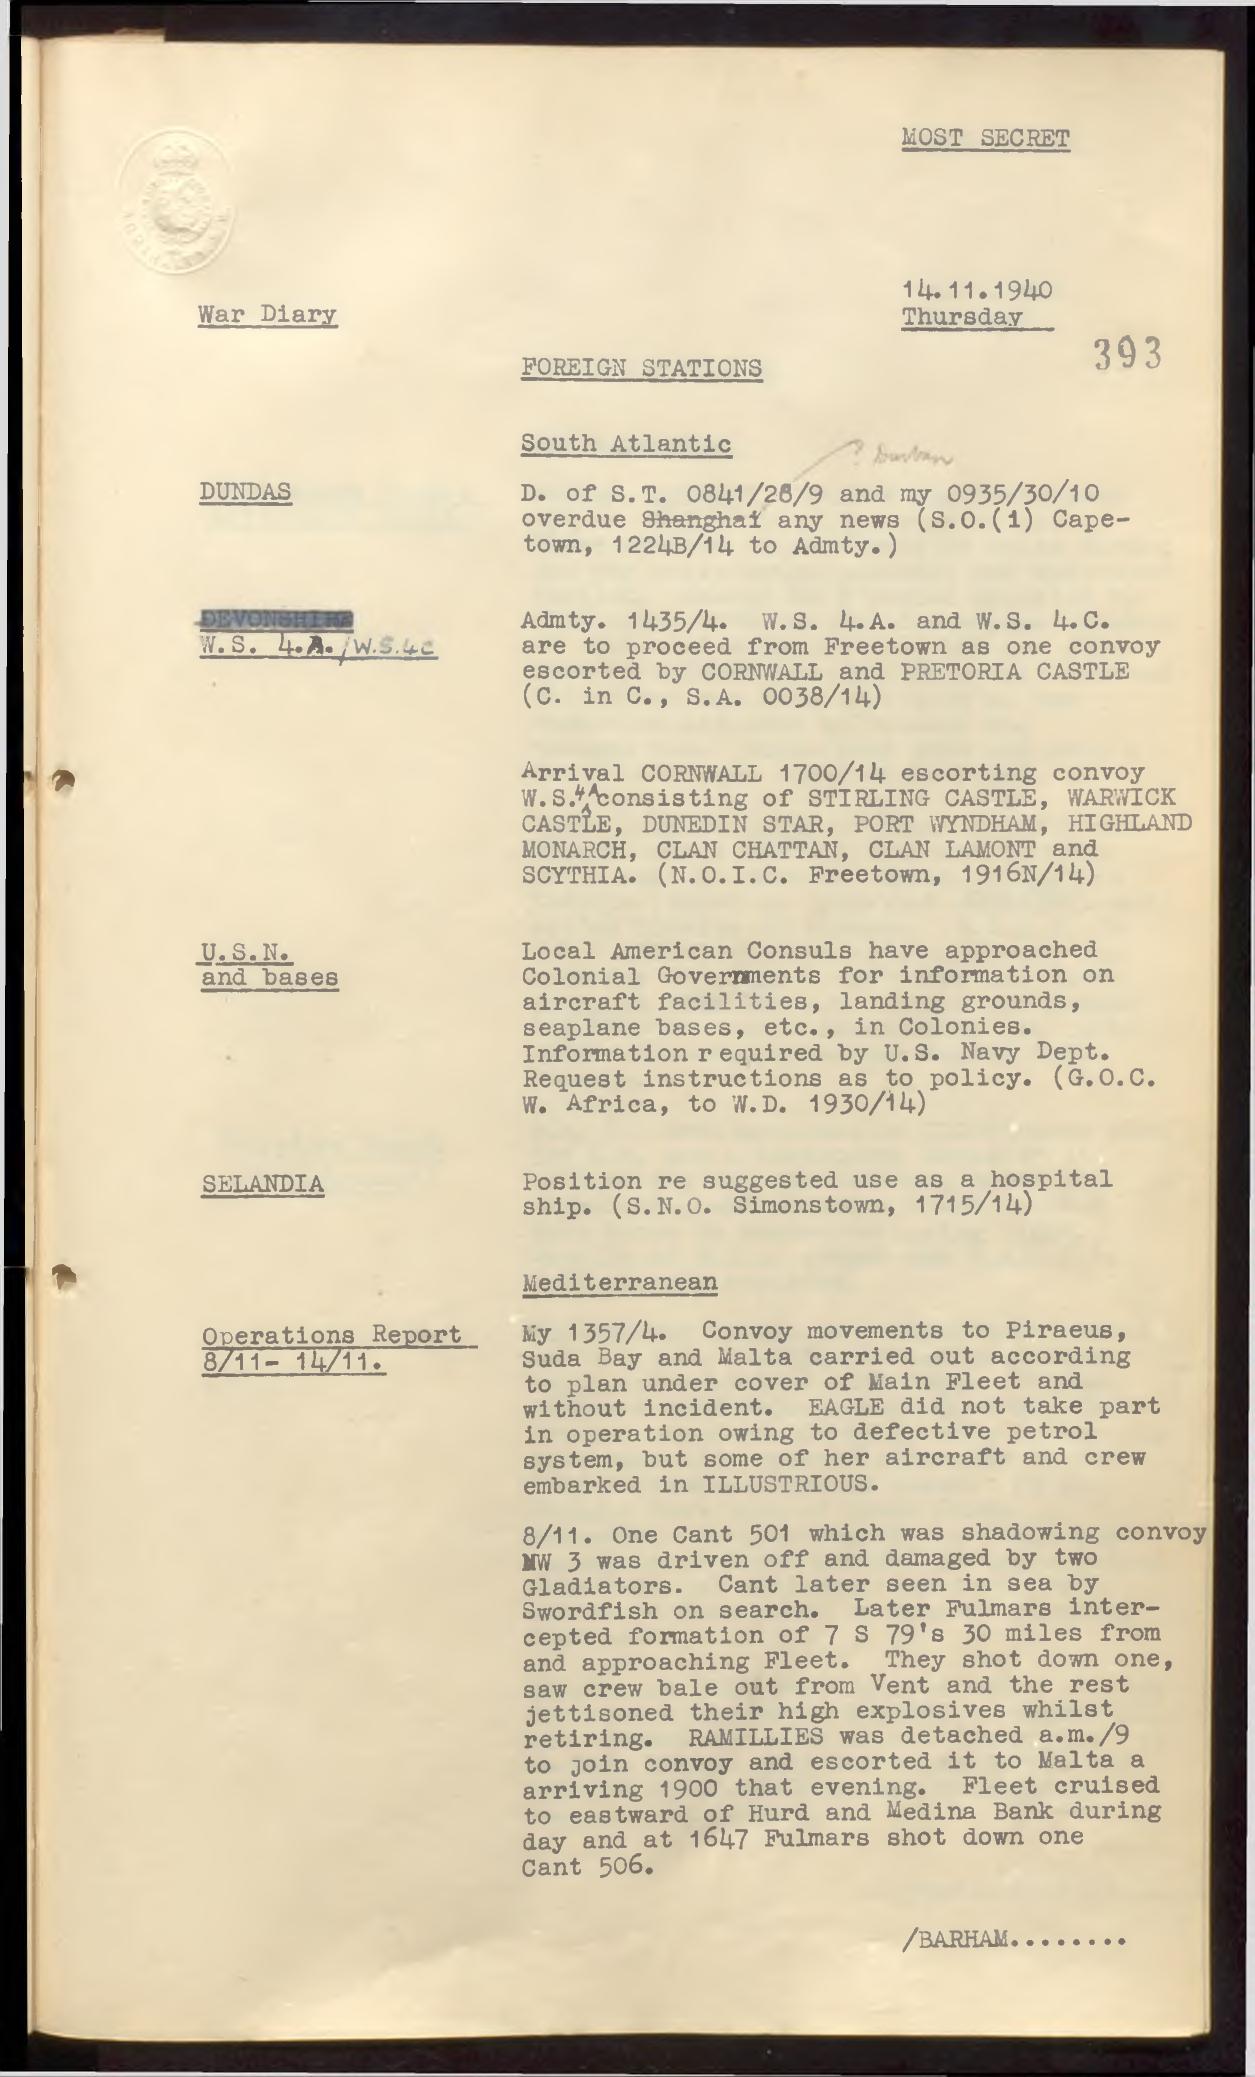 MOST SECRET
14.11.1940
War Diary
Thursday
393
FOREIGN STATIONS
South Atlantic
? Durban
DUNDAS
D. of S.T. 0841/28/9 and my 0935/30/10
overdue Shanghai any news (S.O.(1) Cape-
town, 1224B/14 to Admty.)
DEVONSHIRE
W.S. 4.A./W.S.4C
Admty. 1435/4. W.S. 4.A. and W.S. 4.C.
are to proceed from Freetown as one convoy
escorted by CORNWALL and PRETORIA CASTLE
(C. in C., S.A. 0038/14)
Arrival CORNWALL 1700/14 escorting convoy
W.S.4A consisting of STIRLING CASTLE, WARWICK
CASTLE, DUNEDIN STAR, PORT WYNDHAM, HIGHLAND
MONARCH, CLAN CHATTAN, CLAN LAMONT and
SCYTHIA. (N.O.I.C. Freetown, 1916N/14)
U.S.N.
and bases
Local American Consuls have approached
Colonial Governments for information on
aircraft facilities, landing grounds,
seaplane bases, etc., in Colonies.
Information r equired by U.S. Navy Dept.
Request instructions as to policy. (G.O.C.
W. Africa, to W.D. 1930/14)
SELANDIA
Position re suggested use as a hospital
ship. (S.N.O. Simonstown, 1715/14)
Mediterranean
Operations Report
8/11- 14/11.
My 1357/4. Convoy movements to Piraeus,
Suda Bay and Malta carried out according
to plan under cover of Main Fleet and
without incident. EAGLE did not take part
in operation owing to defective petrol
system, but some of her aircraft and crew
embarked in ILLUSTRIOUS.
8/11. One Cant 501 which was shadowing convoy
MW 3 was driven off and damaged by two
Gladiators. Cant later seen in sea by
Swordfish on search. Later Fulmars inter-
cepted formation of 7 S 79's 30 miles from
and approaching Fleet. They shot down one,
saw crew bale out from Vent and the rest
jettisoned their high explosives whilst
retiring. RAMILLIES was detached a.m./9
to join convoy and escorted it to Malta a
arriving 1900 that evening. Fleet cruised
to eastward of Hurd and Medina Bank during
day and at 1647 Fulmars shot down one
Cant 506.
/BARHAM........